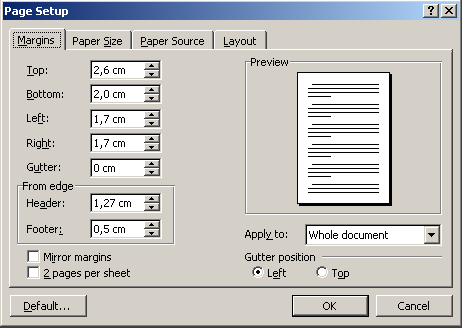 Page Setup
Margins Paper Size Paper Source Layout
Top: 2,6 cm
Bottom: 2,0 cm
Left: 1,7 cm
Right: 1,7 cm
Gutter: 0 cm
From edge
Header: 1,27 cm
Footer: 0,5 cm
Mirror margins
2 pages per sheet
Preview
Apply to: Whole document
Gutter position
Left Top
Default... OK Cancel